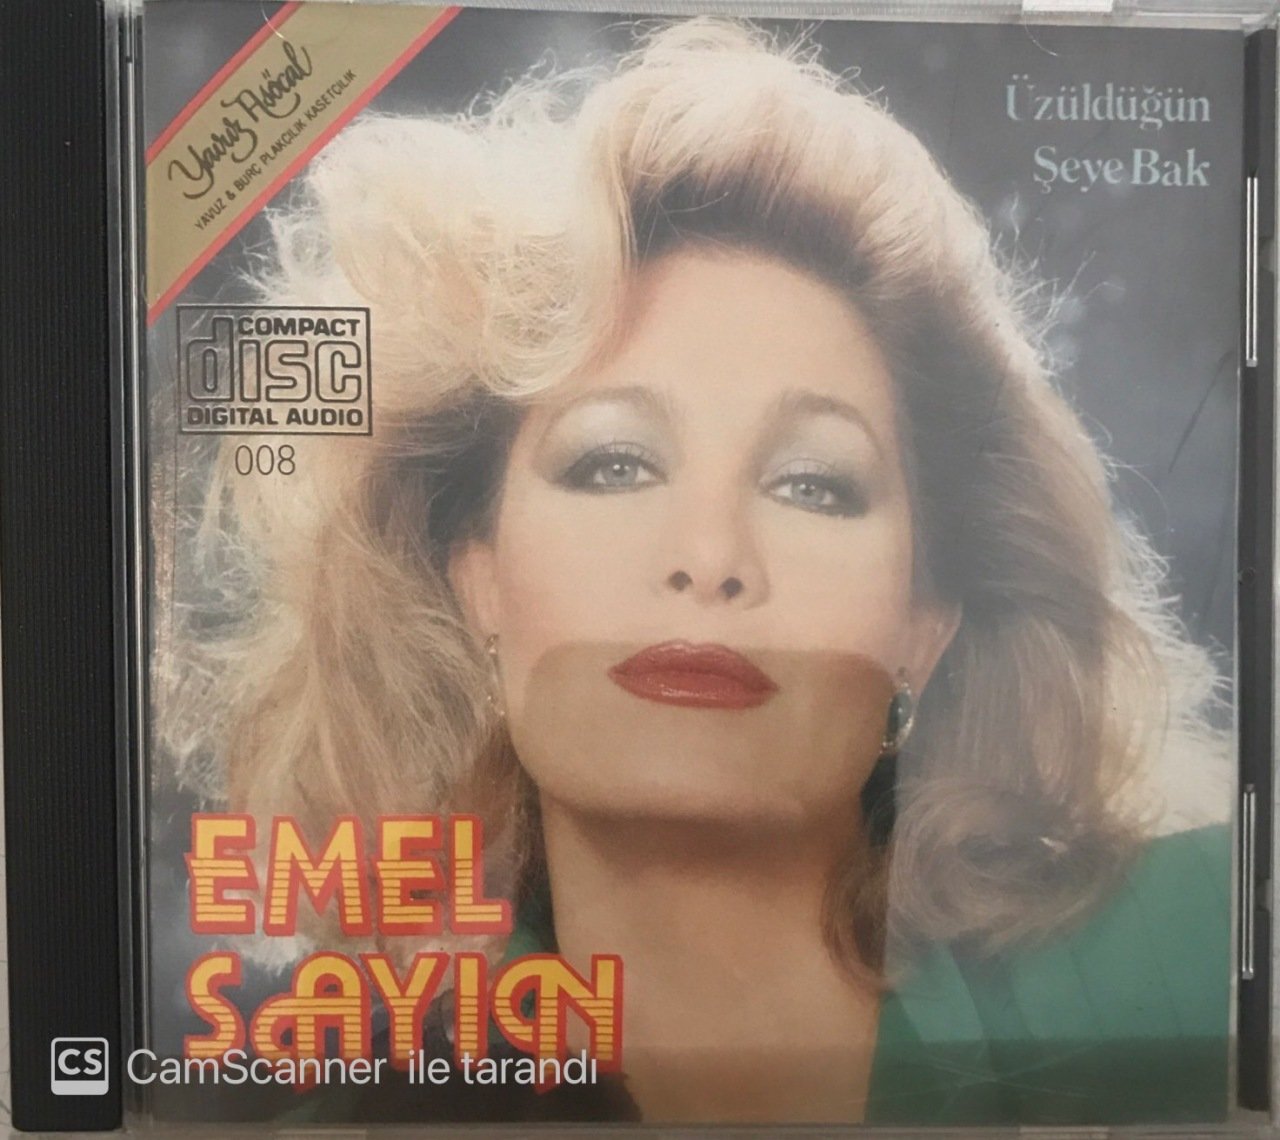 Yavuz Asöcal
YAVUZ & BURÇ PLAKÇILIK KASETÇİLİK
Üzüldüğün
Şeye Bak
COMPACT
disc
DIGITAL AUDIO
008
EMEL
SAYIN
CS CamScanner ile tarandı